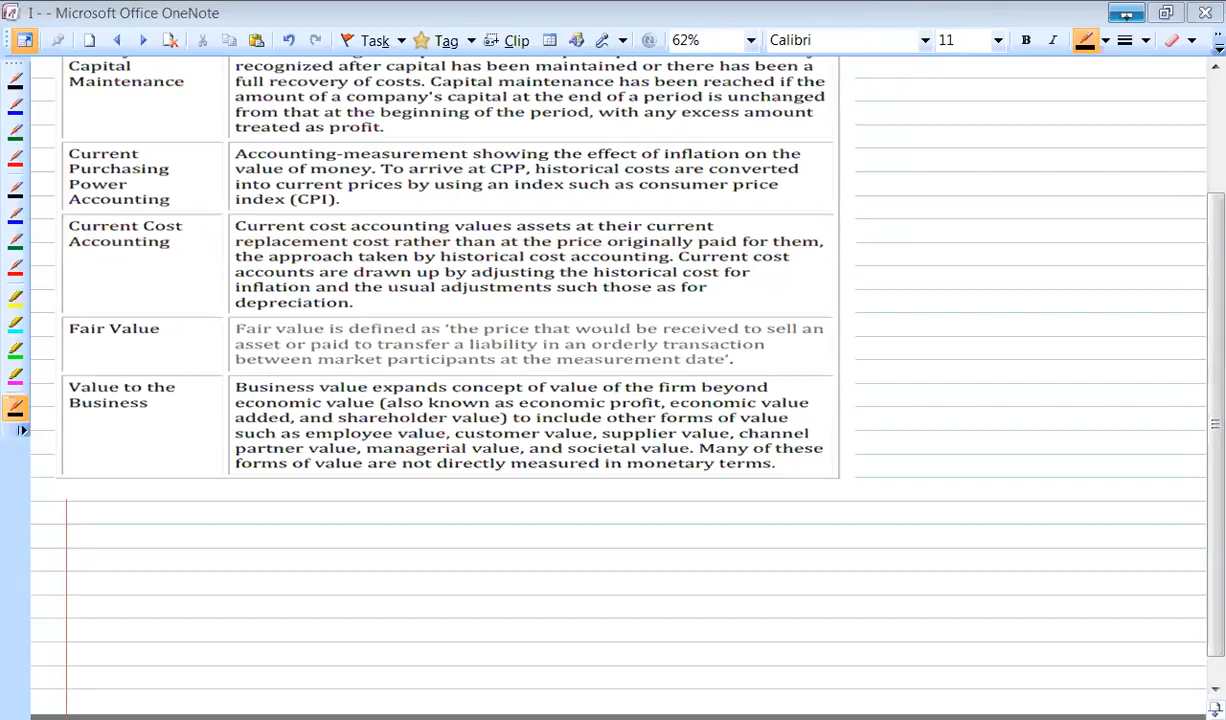 I - - Microsoft Office OneNote
Task
Tag
Clip
62%
Calibri
11
B
I
Capital
Maintenance
recognized after capital has been maintained or there has been a
full recovery of costs. Capital maintenance has been reached if the
amount of a company's capital at the end of a period is unchanged
from that at the beginning of the period, with any excess amount
treated as profit.
Current
Purchasing
Power
Accounting
Accounting-measurement showing the effect of inflation on the
value of money. To arrive at CPP, historical costs are converted
into current prices by using an index such as consumer price
index (CPI).
Current Cost
Accounting
Current cost accounting values assets at their current
replacement cost rather than at the price originally paid for them,
the approach taken by historical cost accounting. Current cost
accounts are drawn up by adjusting the historical cost for
inflation and the usual adjustments such those as for
depreciation.
Fair Value
Fair value is defined as 'the price that would be received to sell an
asset or paid to transfer a liability in an orderly transaction
between market participants at the measurement date'.
Value to the
Business
Business value expands concept of value of the firm beyond
economic value (also known as economic profit, economic value
added, and shareholder value) to include other forms of value
such as employee value, customer value, supplier value, channel
partner value, managerial value, and societal value. Many of these
forms of value are not directly measured in monetary terms.